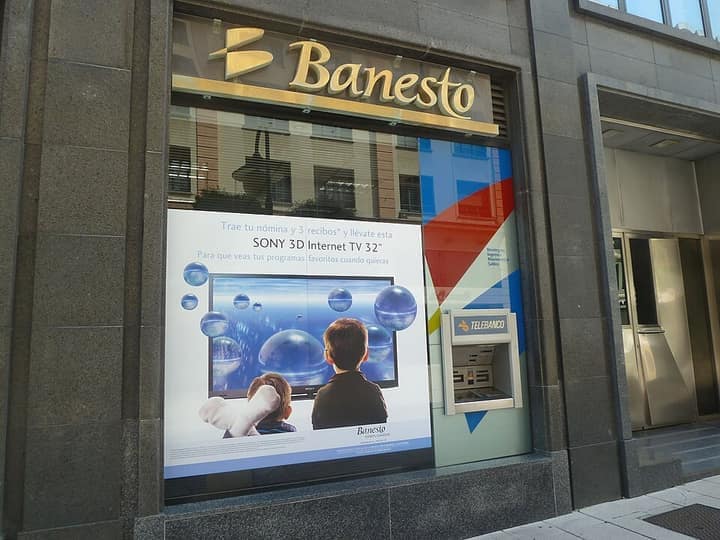 Banesto
Trae tu nómina y 3 recibos* y llévate esta
SONY 3D Internet TV 32"
Para que veas tus programas favoritos cuando quieras
TELEBANCO
Banesto